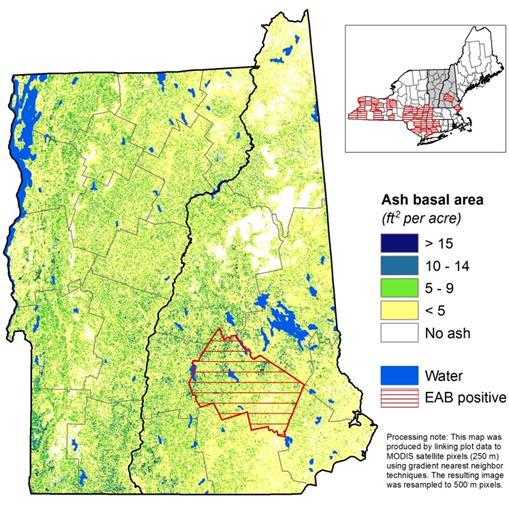 Ash basal area
(ft² per acre)
> 15
10 - 14
5 - 9
< 5
No ash
Water
EAB positive
Processing note: This map was
produced by linking plot data to
MODIS satellite pixels (250 m)
using gradient nearest neighbor
techniques. The resulting image
was resampled to 500 m pixels.